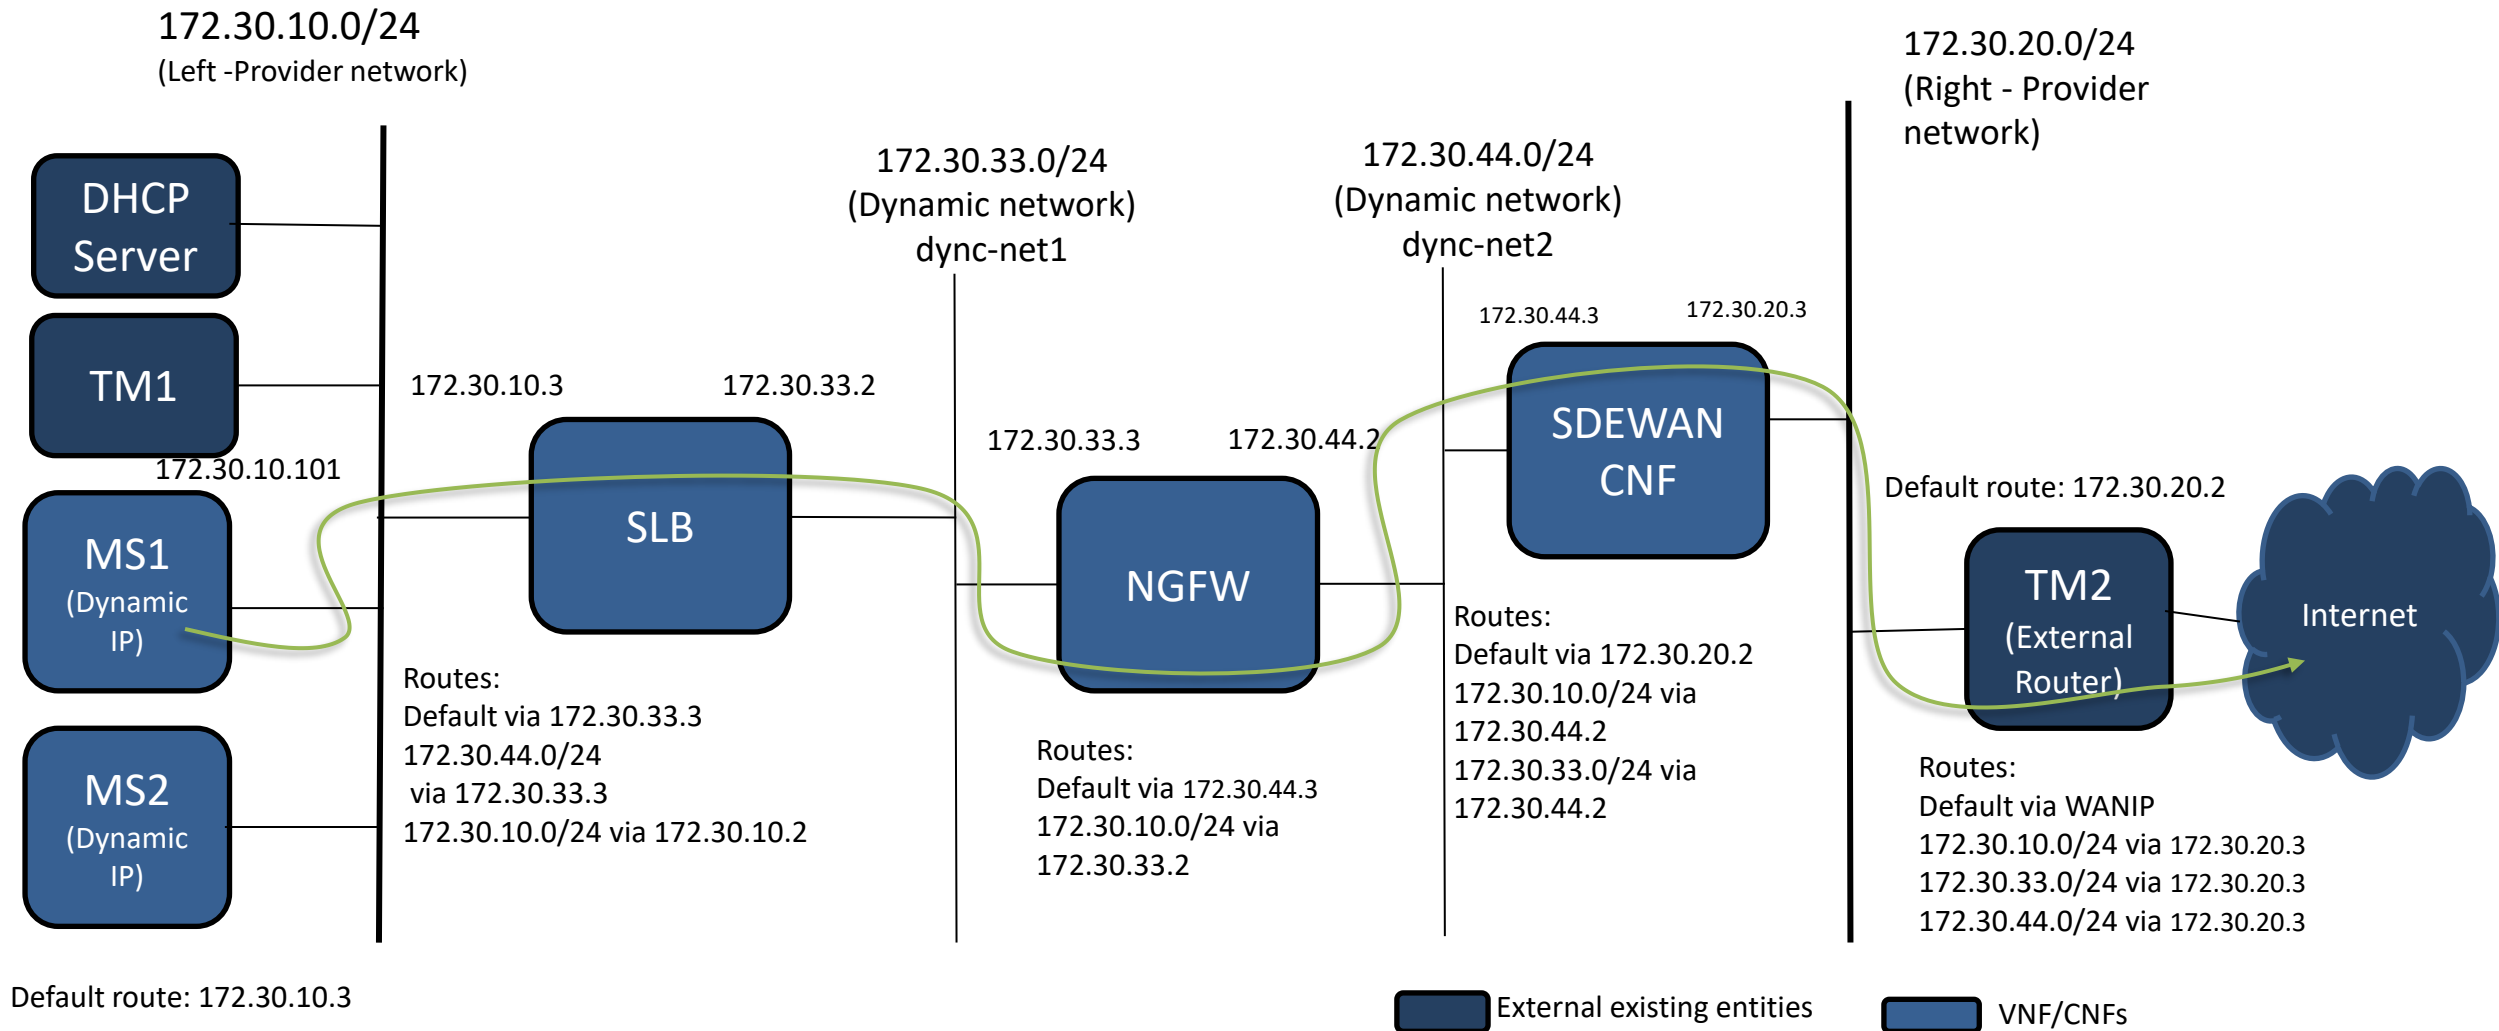 172.30.10.0/24
(Left -Provider network)
172.30.20.0/24
(Right - Provider
network)
172.30.33.0/24
(Dynamic network)
dync-net1
172.30.44.0/24
(Dynamic network)
dync-net2
DHCP
Server
TM1
172.30.10.101
MS1
(Dynamic
IP)
MS2
(Dynamic
IP)
Default route: 172.30.10.3
172.30.10.3
172.30.33.2
SLB
Routes:
Default via 172.30.33.3
172.30.44.0/24
via 172.30.33.3
172.30.10.0/24 via 172.30.10.2
172.30.33.3
172.30.44.2
NGFW
Routes:
Default via 172.30.44.3
172.30.10.0/24 via
172.30.33.2
172.30.44.3
172.30.20.3
SDEWAN
CNF
Routes:
Default via 172.30.20.2
172.30.10.0/24 via
172.30.44.2
172.30.33.0/24 via
172.30.44.2
Default route: 172.30.20.2
TM2
(External
Router)
Internet
Routes:
Default via WANIP
172.30.10.0/24 via 172.30.20.3
172.30.33.0/24 via 172.30.20.3
172.30.44.0/24 via 172.30.20.3
External existing entities
VNF/CNFs